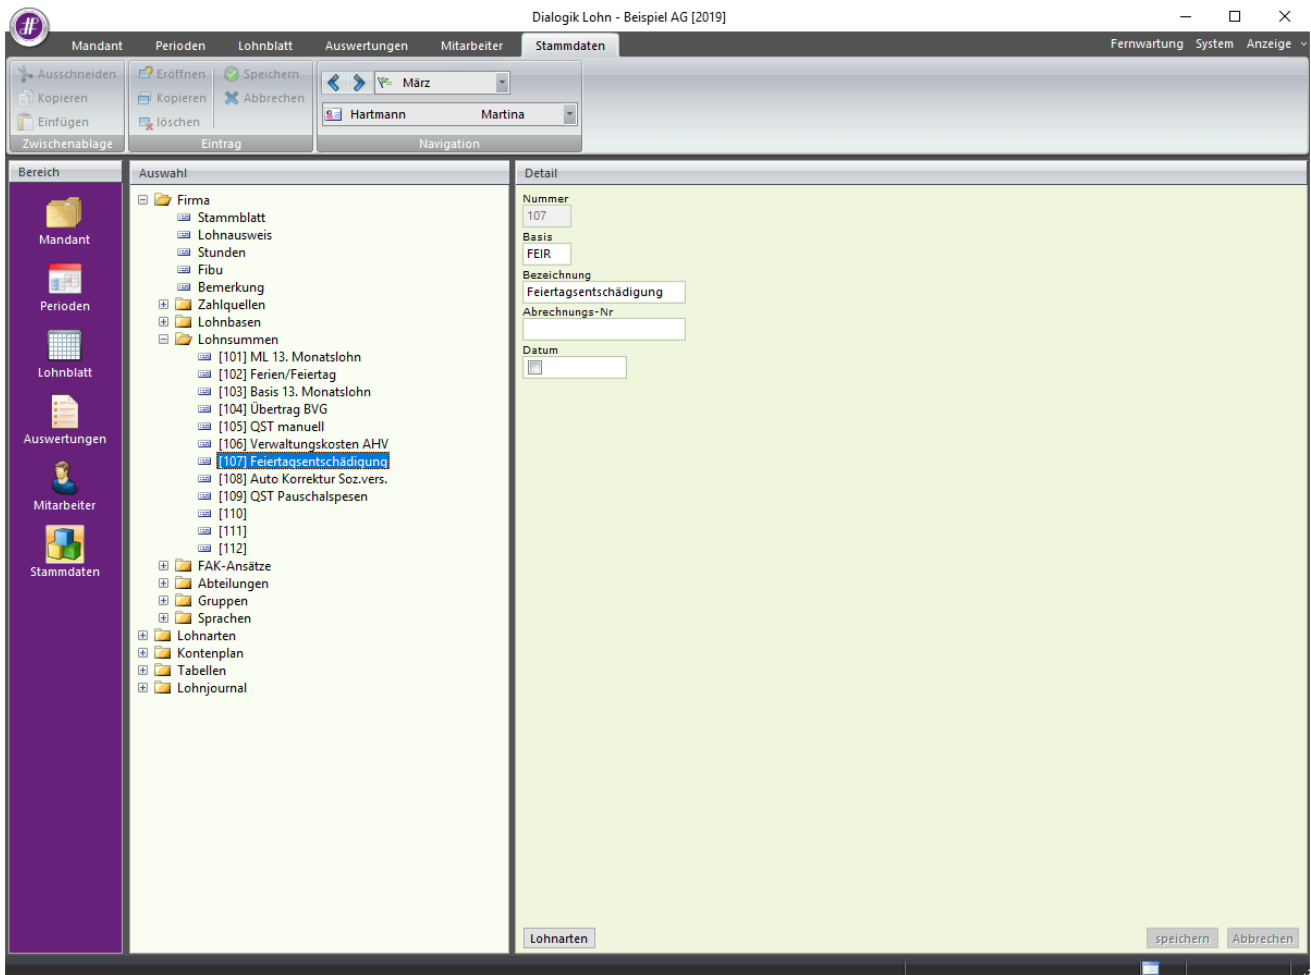 Dialogik Lohn - Beispiel AG [2019]
Mandant Perioden Lohnblatt Auswertungen Mitarbeiter Stammdaten Fernwartung System Anzeige
Ausschneiden Eröffnen Speichern
März
Kopieren Kopieren Abbrechen
Hartmann Martina
Einfügen löschen
Zwischenablage Eintrag Navigation
Bereich
Mandant
Perioden
Lohnblatt
Auswertungen
Mitarbeiter
Stammdaten
Auswahl
Firma
Stammblatt
Lohnausweis
Stunden
Fibu
Bemerkung
Zahlquellen
Lohnbasen
Lohnsummen
[101] ML 13. Monatslohn
[102] Ferien/Feiertag
[103] Basis 13. Monatslohn
[104] Übertrag BVG
[105] QST manuell
[106] Verwaltungskosten AHV
[107] Feiertagsentschädigung
[108] Auto Korrektur Soz.vers.
[109] QST Pauschalspesen
[110]
[111]
[112]
FAK-Ansätze
Abteilungen
Gruppen
Sprachen
Lohnarten
Kontenplan
Tabellen
Lohnjournal
Detail
Nummer
107
Basis
FEIR
Bezeichnung
Feiertagsentschädigung
Abrechnungs-Nr
Datum
Lohnarten speichern Abbrechen